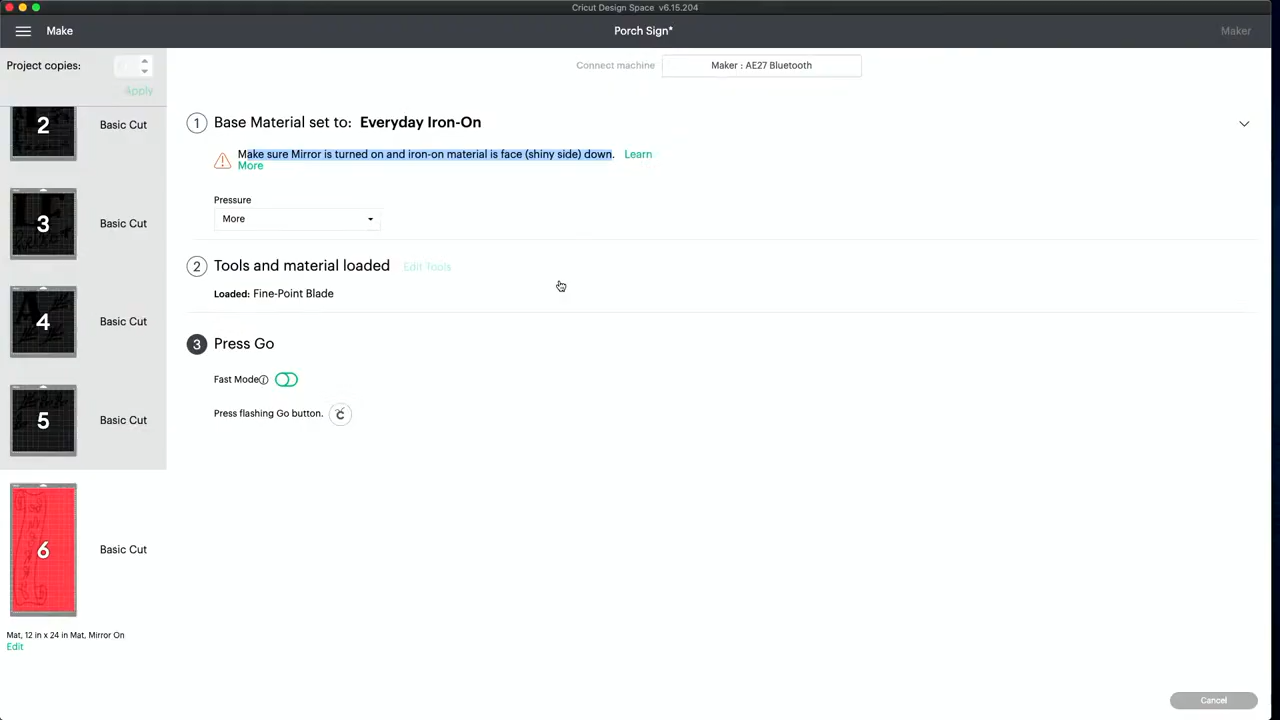 Cricut Design Space v6.15.204
Make
Porch Sign*
Maker
Project copies:
Apply
Connect machine
Maker : AE27 Bluetooth
2
Basic Cut
3
Basic Cut
4
Basic Cut
5
Basic Cut
6
Basic Cut
Mat, 12 in x 24 in Mat, Mirror On
Edit
1 Base Material set to: Everyday Iron-On
Make sure Mirror is turned on and iron-on material is face (shiny side) down. Learn
More
Pressure
More
2 Tools and material loaded Edit Tools
Loaded: Fine-Point Blade
3 Press Go
Fast Mode
Press flashing Go button.
Cancel